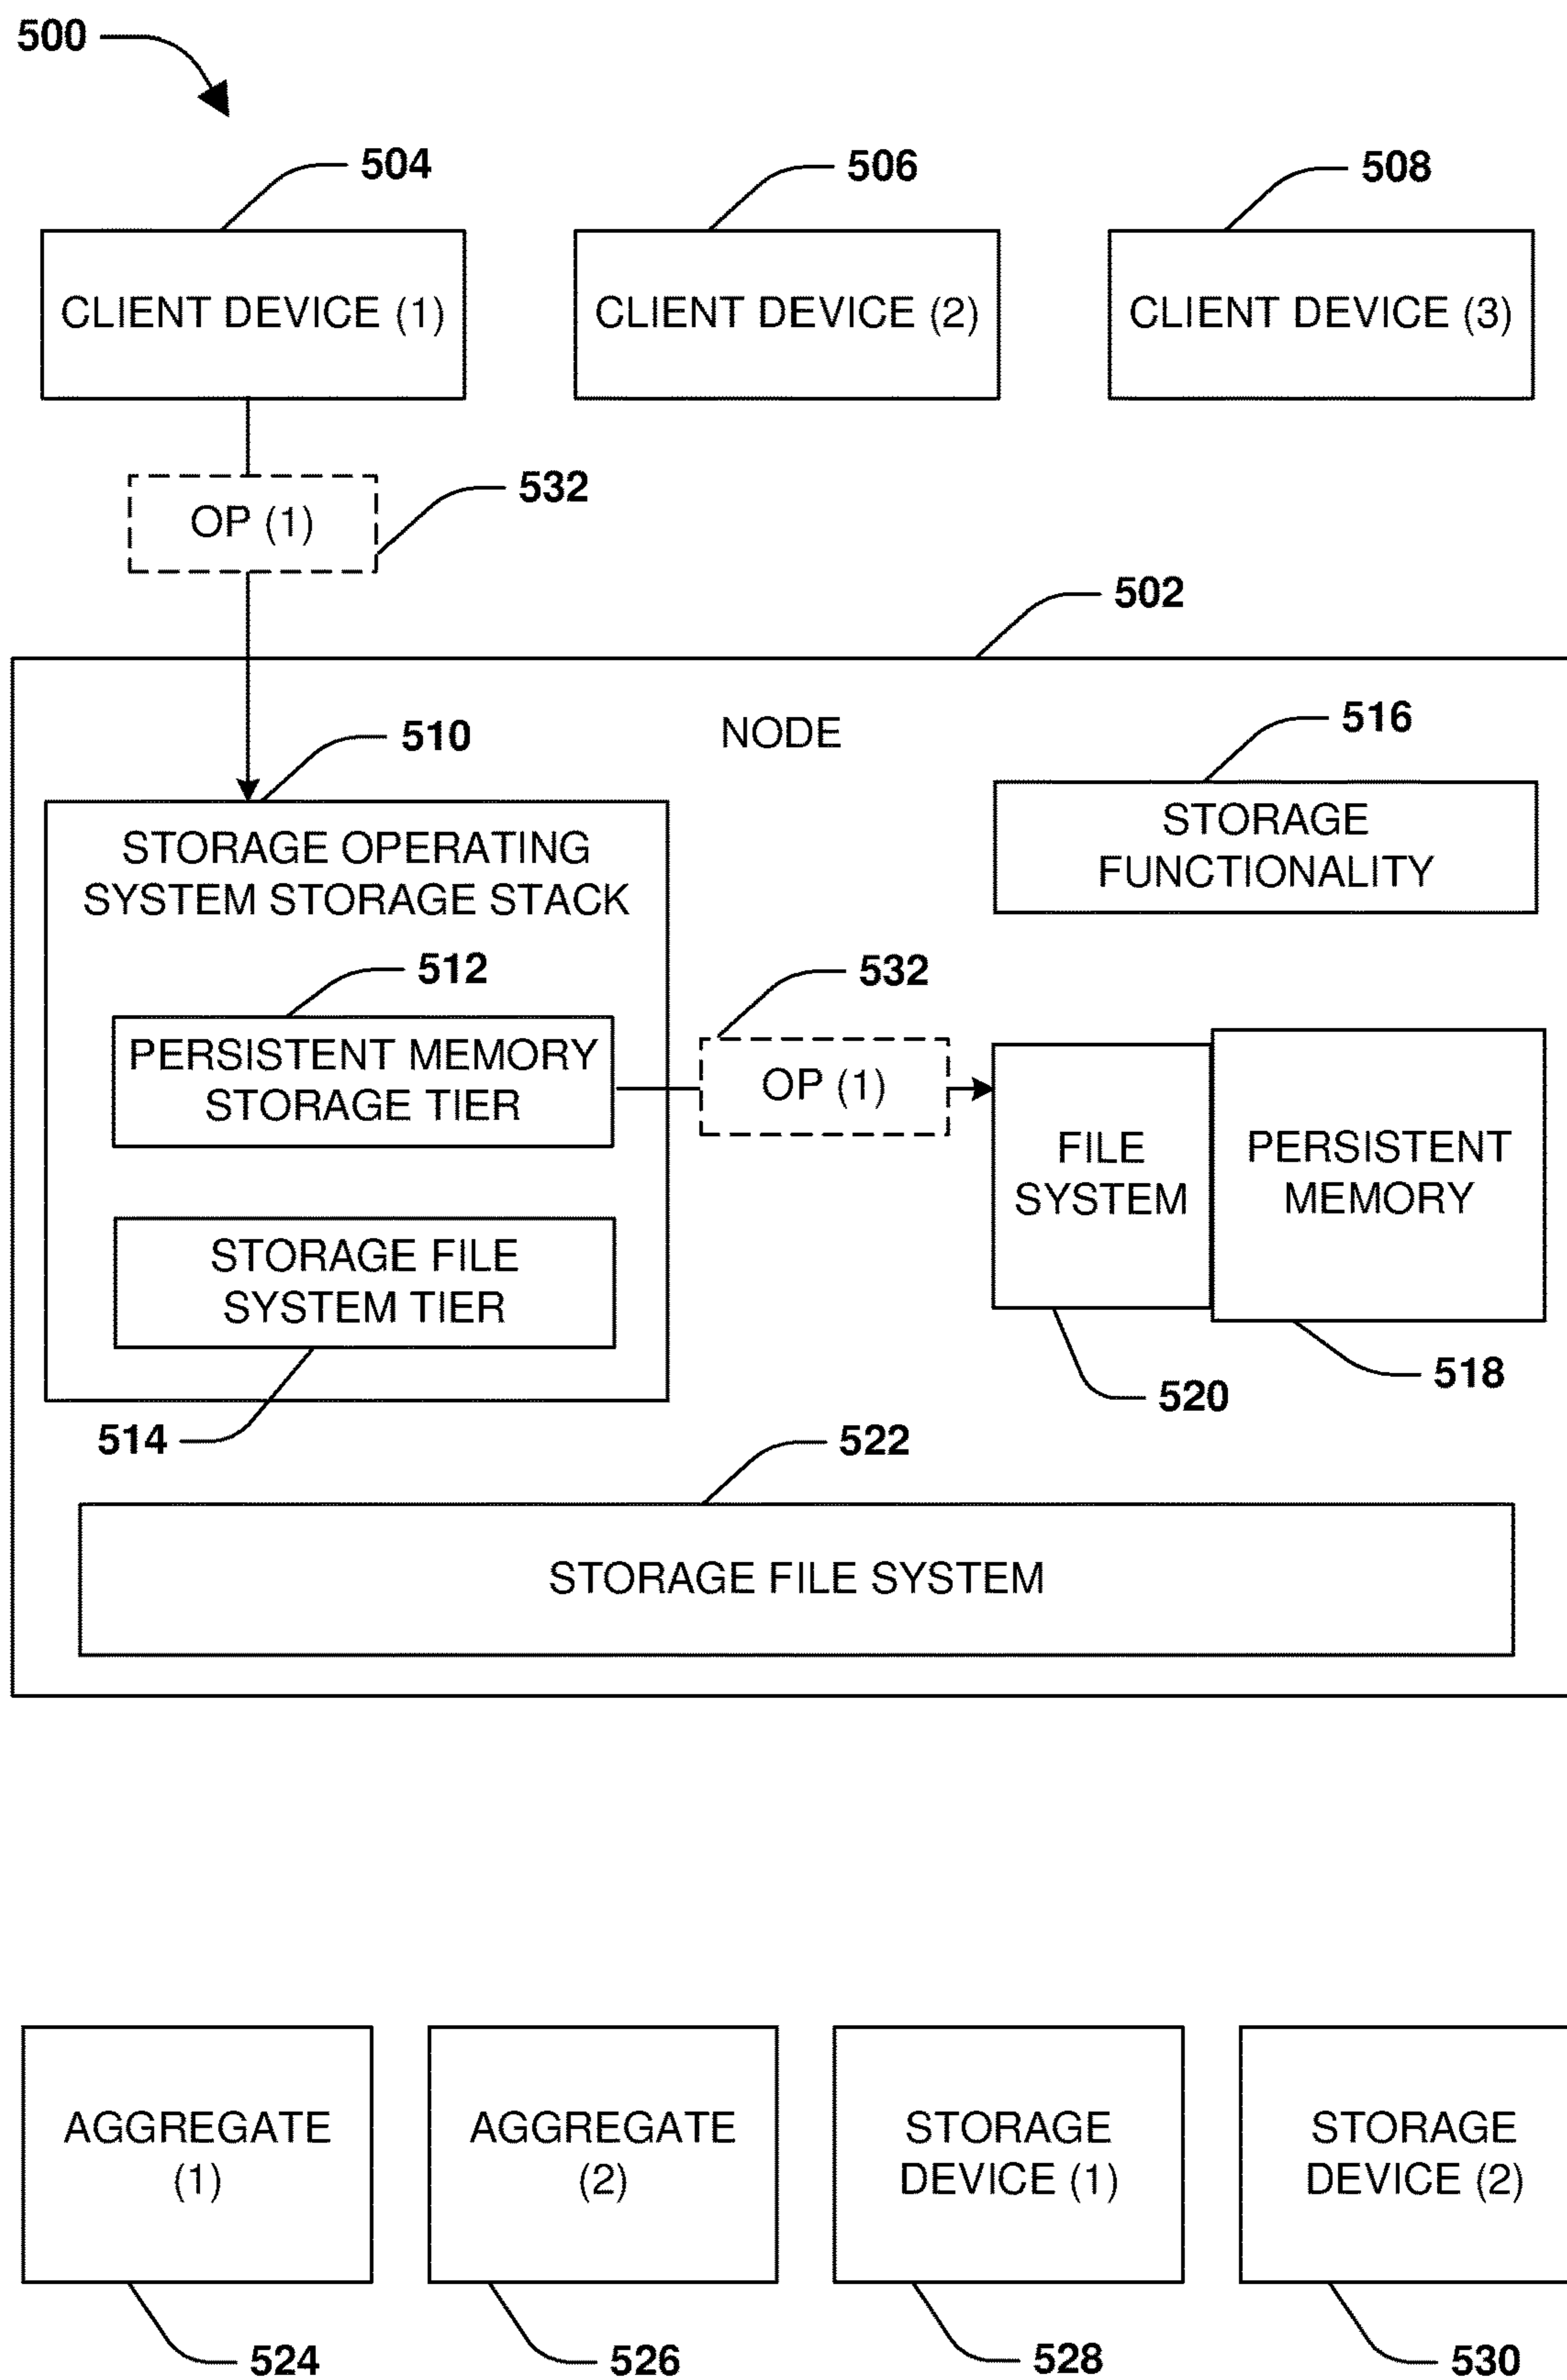 500
504
506
508
CLIENT DEVICE (1)
CLIENT DEVICE (2)
CLIENT DEVICE (3)
532
OP (1)
502
NODE
510
516
STORAGE OPERATING
SYSTEM STORAGE STACK
STORAGE
FUNCTIONALITY
512
532
PERSISTENT MEMORY
STORAGE TIER
OP (1)
FILE
SYSTEM
PERSISTENT
MEMORY
STORAGE FILE
SYSTEM TIER
518
520
514
522
STORAGE FILE SYSTEM
AGGREGATE
(1)
AGGREGATE
(2)
STORAGE
DEVICE (1)
STORAGE
DEVICE (2)
524
526
528
530